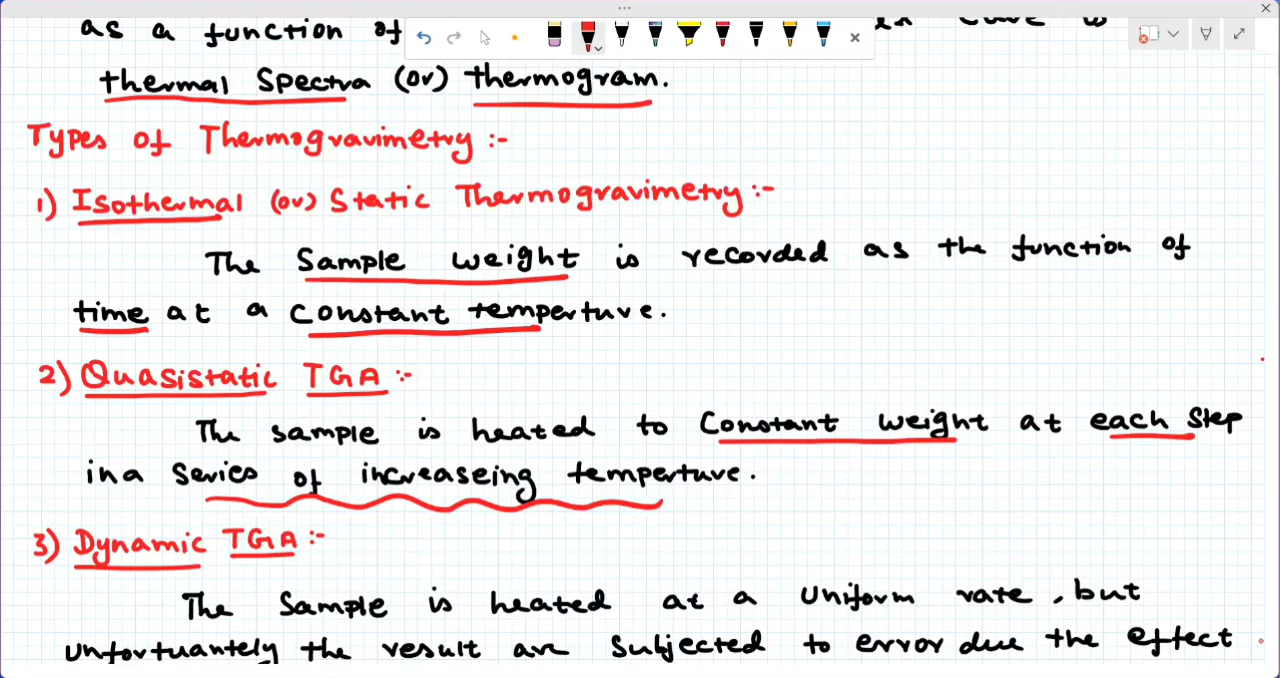 as a function of
thermal Spectra (or) thermogram.
Types of Thermogravimetry :-
1) Isothermal (or) Static Thermogravimetry :-
The Sample weight is recorded as the function of
time at a constant temperture.
2) Quasistatic TGA :-
The sample is heated to Constant weight at each Step
in a Series of increaseing temperture.
3) Dynamic TGA :-
The Sample is heated at a Uniform rate, but
unfortuantely the result are Subjected to error due the effect